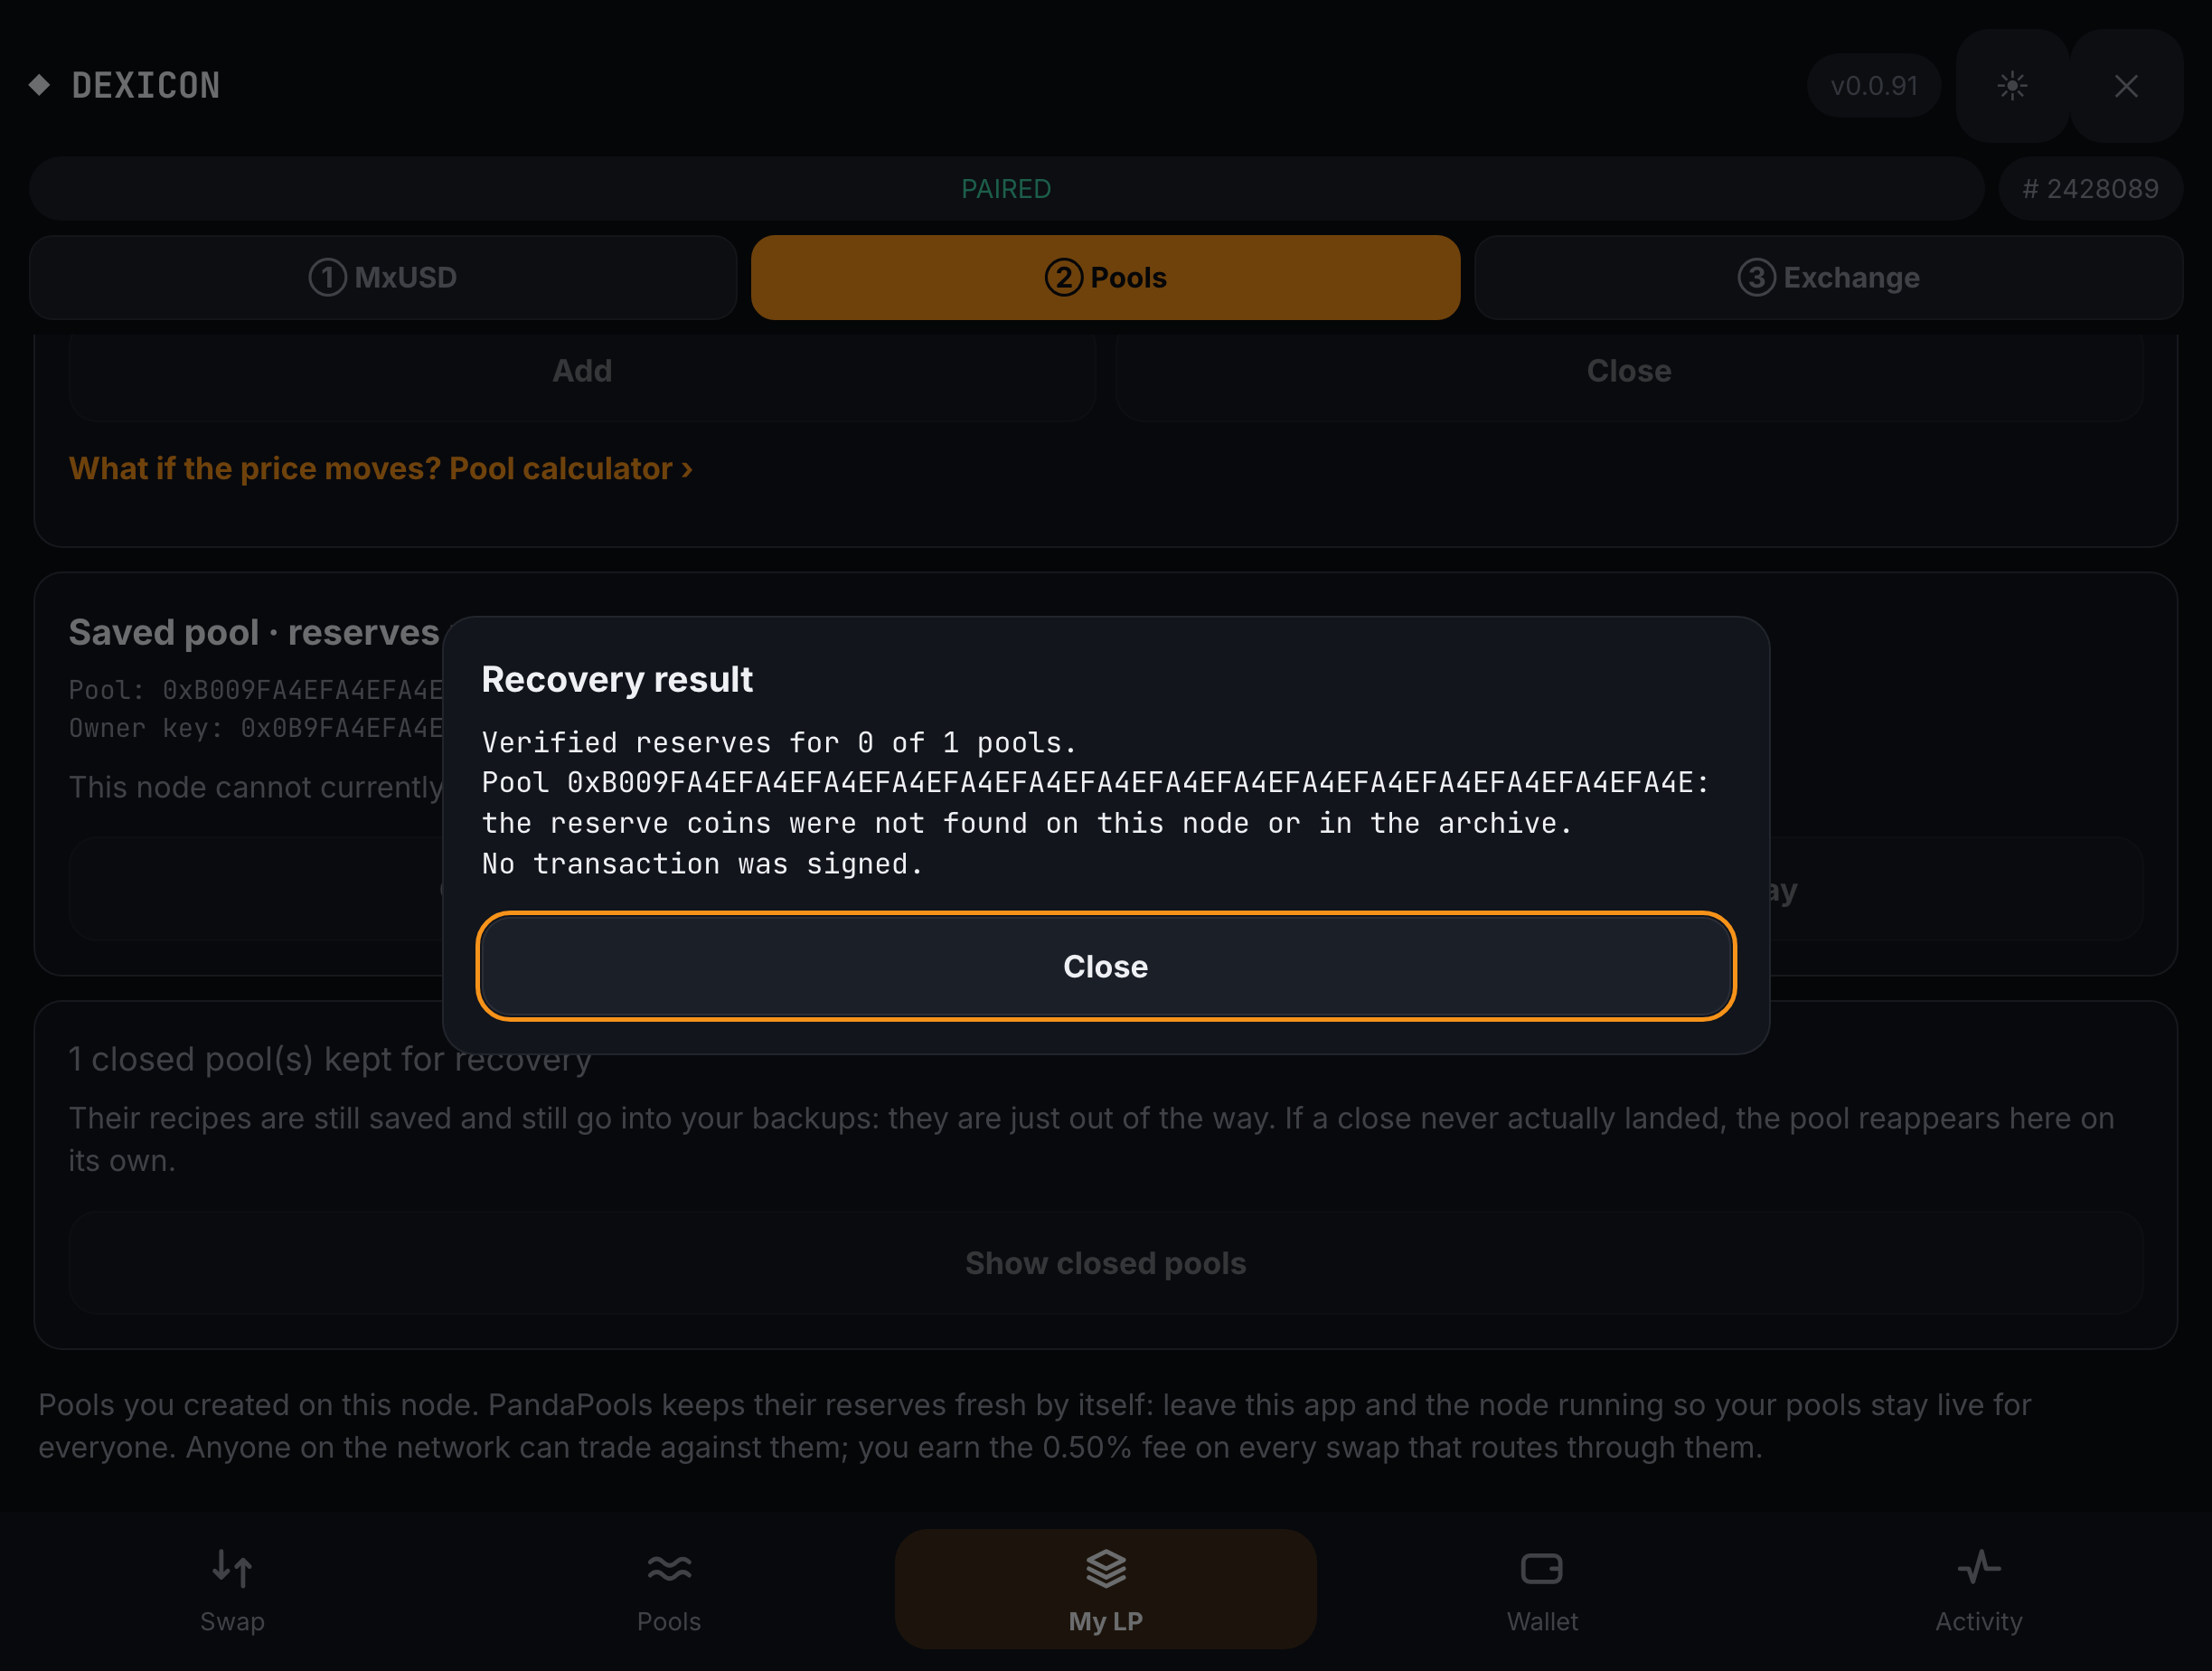 DEXICON
v0.0.91
PAIRED
# 2428089
1 MxUSD
2 Pools
3 Exchange
Add
Close
What if the price moves? Pool calculator ›
Saved pool · reserves
Pool: 0xB009FA4EFA4EFA4E
Owner key: 0x0B9FA4EFA4E
This node cannot currently
ay
Recovery result
Verified reserves for 0 of 1 pools.
Pool 0xB009FA4EFA4EFA4EFA4EFA4EFA4EFA4EFA4EFA4EFA4EFA4EFA4EFA4EFA4EFA4E:
the reserve coins were not found on this node or in the archive.
No transaction was signed.
Close
1 closed pool(s) kept for recovery
Their recipes are still saved and still go into your backups: they are just out of the way. If a close never actually landed, the pool reappears here on
its own.
Show closed pools
Pools you created on this node. PandaPools keeps their reserves fresh by itself: leave this app and the node running so your pools stay live for
everyone. Anyone on the network can trade against them; you earn the 0.50% fee on every swap that routes through them.
Swap
Pools
My LP
Wallet
Activity